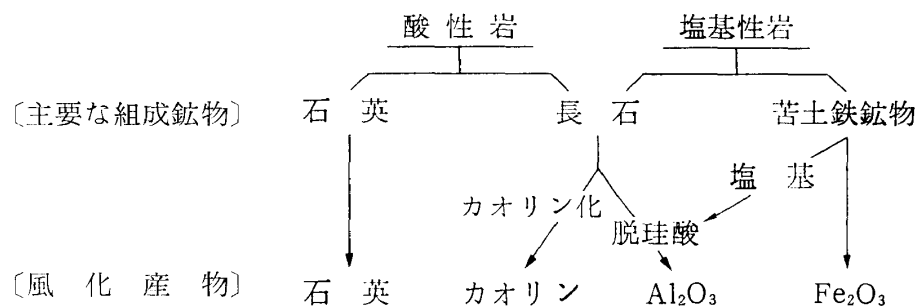 酸性岩 塩基性岩
〔主要な組成鉱物〕 石英 長石 苦土鉄鉱物
塩基
カオリン化
脱珪酸
〔風化産物〕 石英 カオリン Al₂O₃ Fe₂O₃